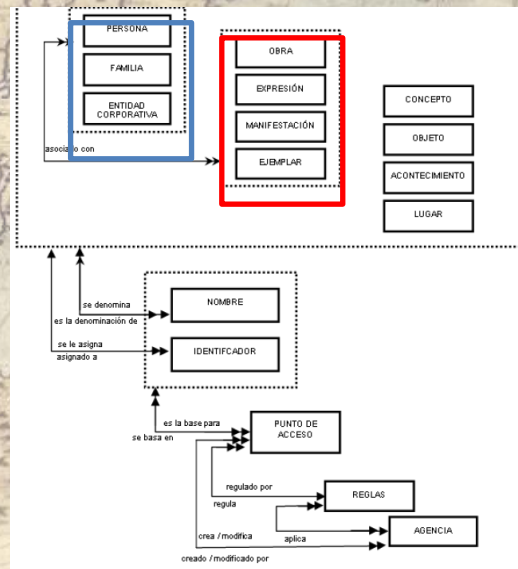 PERSONA
FAMILIA
ENTIDAD
CORPORATIVA
asociado con
OBRA
EXPRESIÓN
MANIFESTACIÓN
EJEMPLAR
CONCEPTO
OBJETO
ACONTECIMIENTO
LUGAR
se denomina
es la denominación de
se le asigna
asignado a
NOMBRE
IDENTIFCADOR
es la base para
se basa en
PUNTO DE
ACCESO
regulado por
regula
REGLAS
crea / modifica
aplica
AGENCIA
creado / modificado por